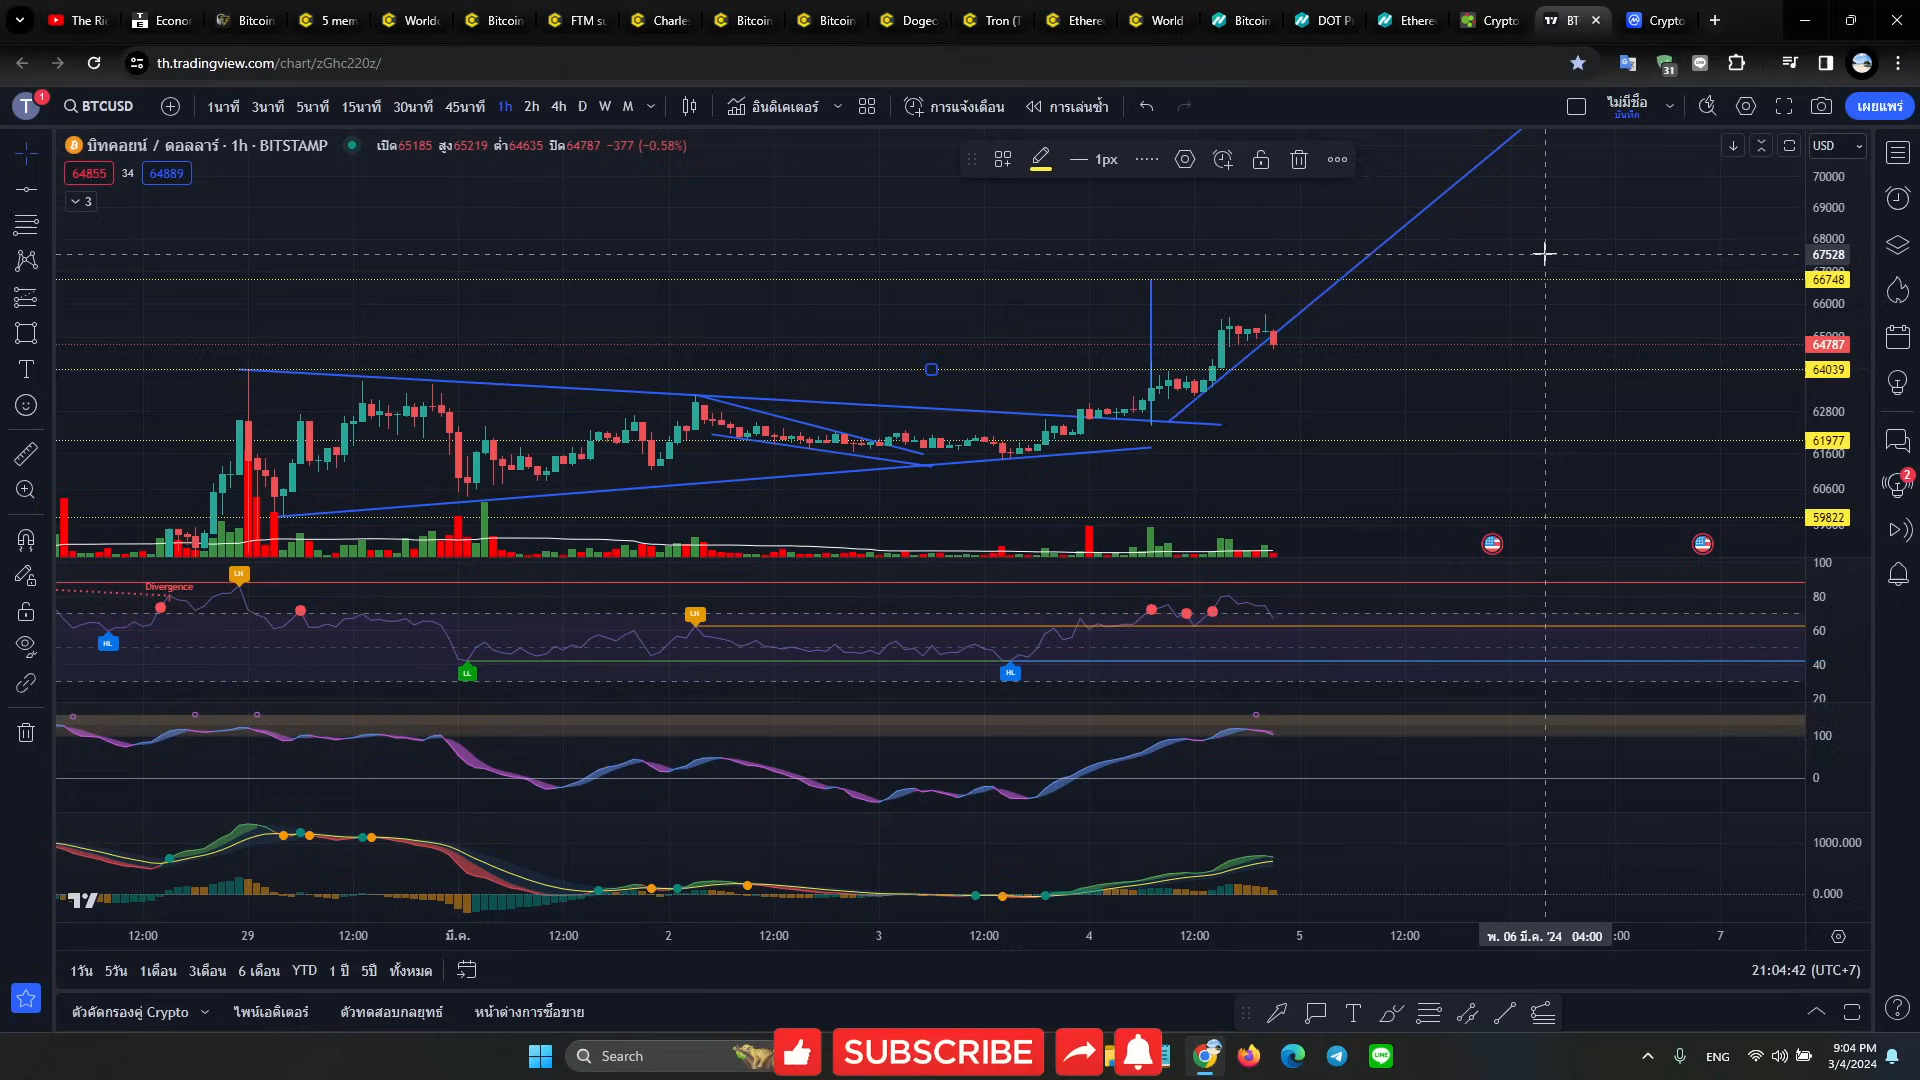 The Ric
Econor
Bitcoin
5 mem
World
Bitcoin
FTM su
Charles
Bitcoin
Bitcoin
Dogec
Tron (T
Ethere
World
Bitcoin
DOT P
Ethere
Crypto
BT
Crypto
th.tradingview.com/chart/zGhc220z/
31
T
1
BTCUSD
1นาที 3นาที 5นาที 15นาที 30นาที 45นาที 1h 2h 4h D W M
อินดิเคเตอร์
การแจ้งเตือน
การเล่นซ้ำ
ไม่มีชื่อ
บันทึก
เผยแพร่
บิทคอยน์ / ดอลลาร์ · 1h · BITSTAMP
เปิด65185 สูง65219 ต่ำ64635 ปิด64787 −377 (−0.58%)
USD
1px
64855 34 64889
3
70000
69000
68000
67528
66748
66000
64787
64039
62800
61977
61600
60600
59822
100
Divergence
LH
80
LH
60
HL
40
LL
HL
20
100
0
1000.000
0.000
12:00 29 12:00 มี.ค. 12:00 2 12:00 3 12:00 4 12:00 5 12:00 พ. 06 มี.ค. '24 04:00 :00 7
1วัน 5วัน 1เดือน 3เดือน 6 เดือน YTD 1 ปี 5ปี ทั้งหมด
21:04:42 (UTC+7)
2
ตัวคัดกรองคู่ Crypto
ไพน์เอดิเตอร์
ตัวทดสอบกลยุทธ์
หน้าต่างการซื้อขาย
Search
SUBSCRIBE
LINE
ENG
9:04 PM
3/4/2024